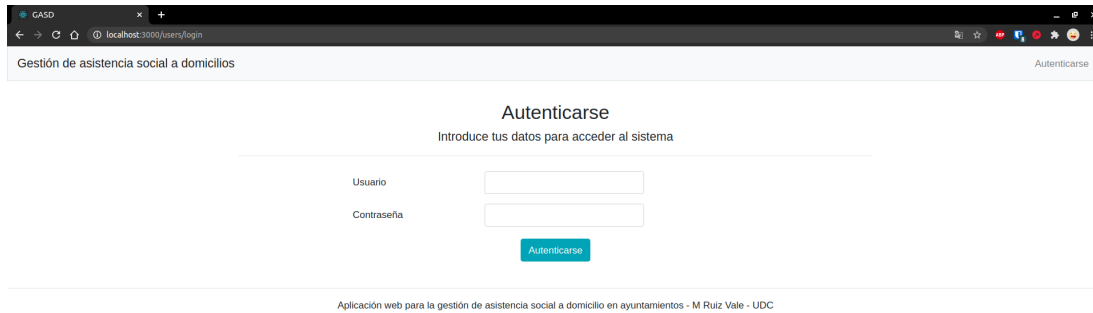 GASD
localhost:3000/users/login
ABP
Gestión de asistencia social a domicilios
Autenticarse
Autenticarse
Introduce tus datos para acceder al sistema
Usuario
Contraseña
Autenticarse
Aplicación web para la gestión de asistencia social a domicilio en ayuntamientos - M Ruiz Vale - UDC